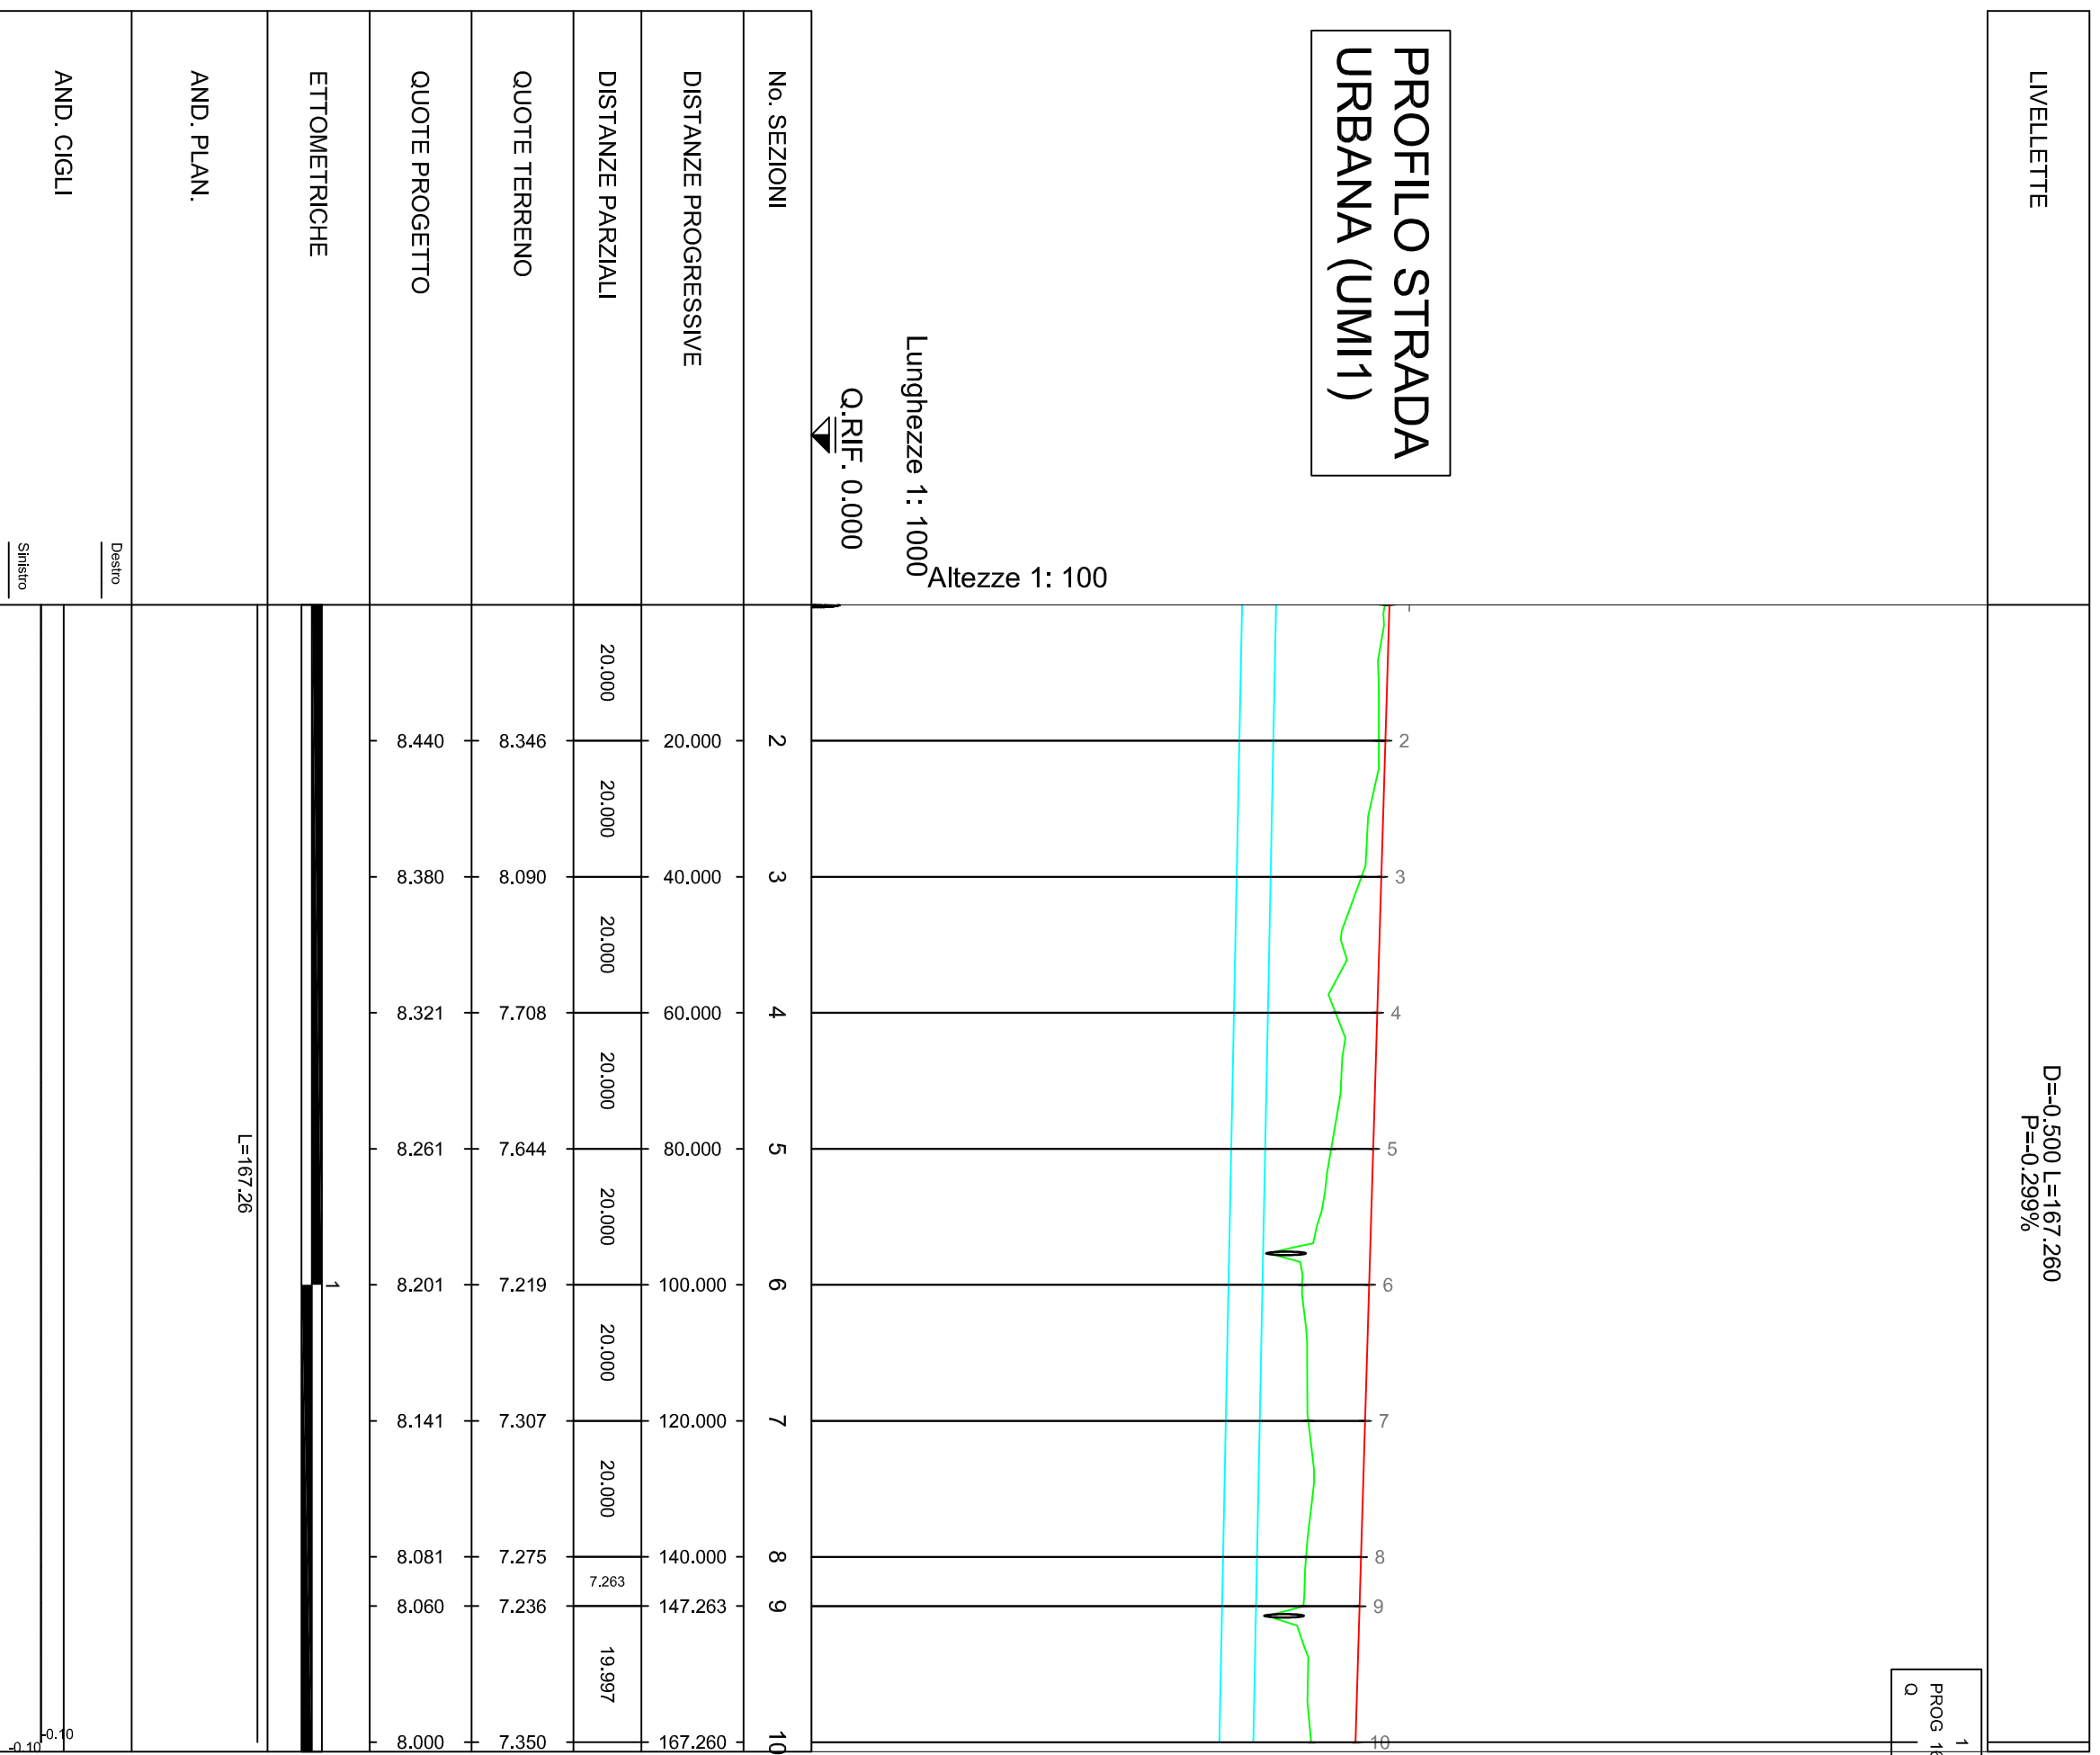 LIVELLETTE
D=-0.500 L=167.260
P=-0.299%
1
PROG
Q
PROFILO STRADA
URBANA (UMI1)
Altezze 1: 100
Lunghezze 1: 1000
Q.RIF. 0.000
2
3
4
5
6
7
8
9
10
No. SEZIONI
2
3
4
5
6
7
8
9
10
DISTANZE PROGRESSIVE
20.000
40.000
60.000
80.000
100.000
120.000
140.000
147.263
167.260
DISTANZE PARZIALI
20.000
20.000
20.000
20.000
20.000
20.000
20.000
7.263
19.997
QUOTE TERRENO
8.346
8.090
7.708
7.644
7.219
7.307
7.275
7.236
7.350
QUOTE PROGETTO
8.440
8.380
8.321
8.261
8.201
8.141
8.081
8.060
8.000
ETTOMETRICHE
1
AND. PLAN.
L=167.26
AND. CIGLI
Destro
Sinistro
-0.10
-0.10